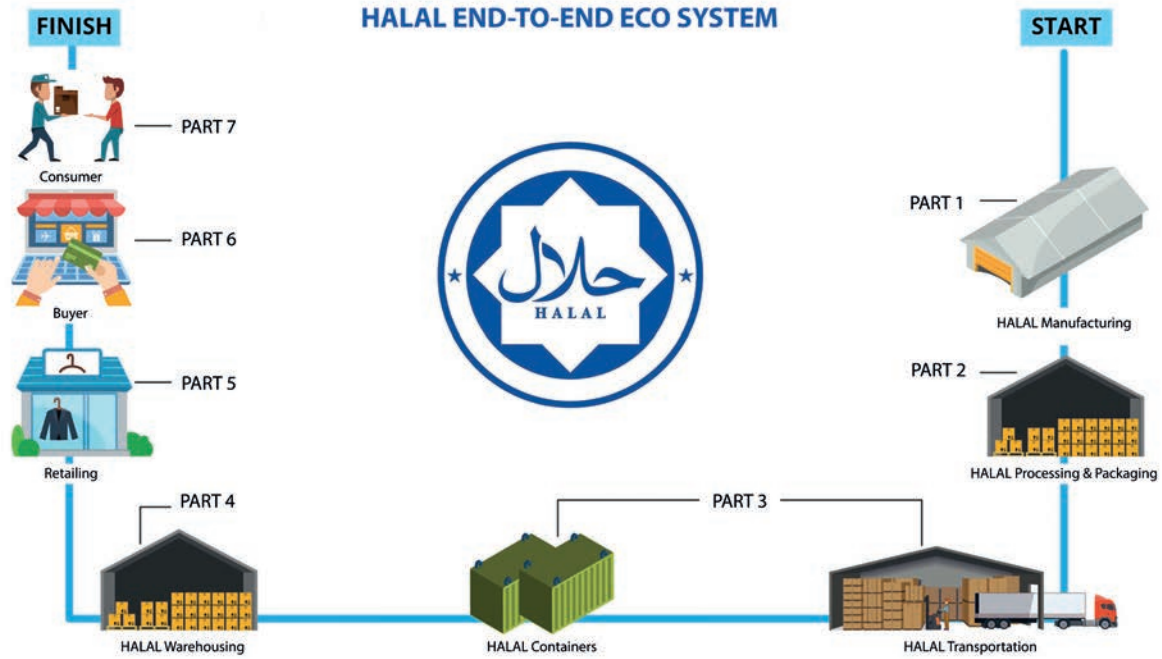 HALAL END-TO-END ECO SYSTEM
FINISH
START
PART 7
Consumer
PART 6
Buyer
PART 5
Retailing
PART 4
HALAL Warehousing
حلال
HALAL
PART 3
HALAL Containers
HALAL Transportation
PART 1
HALAL Manufacturing
PART 2
HALAL Processing & Packaging